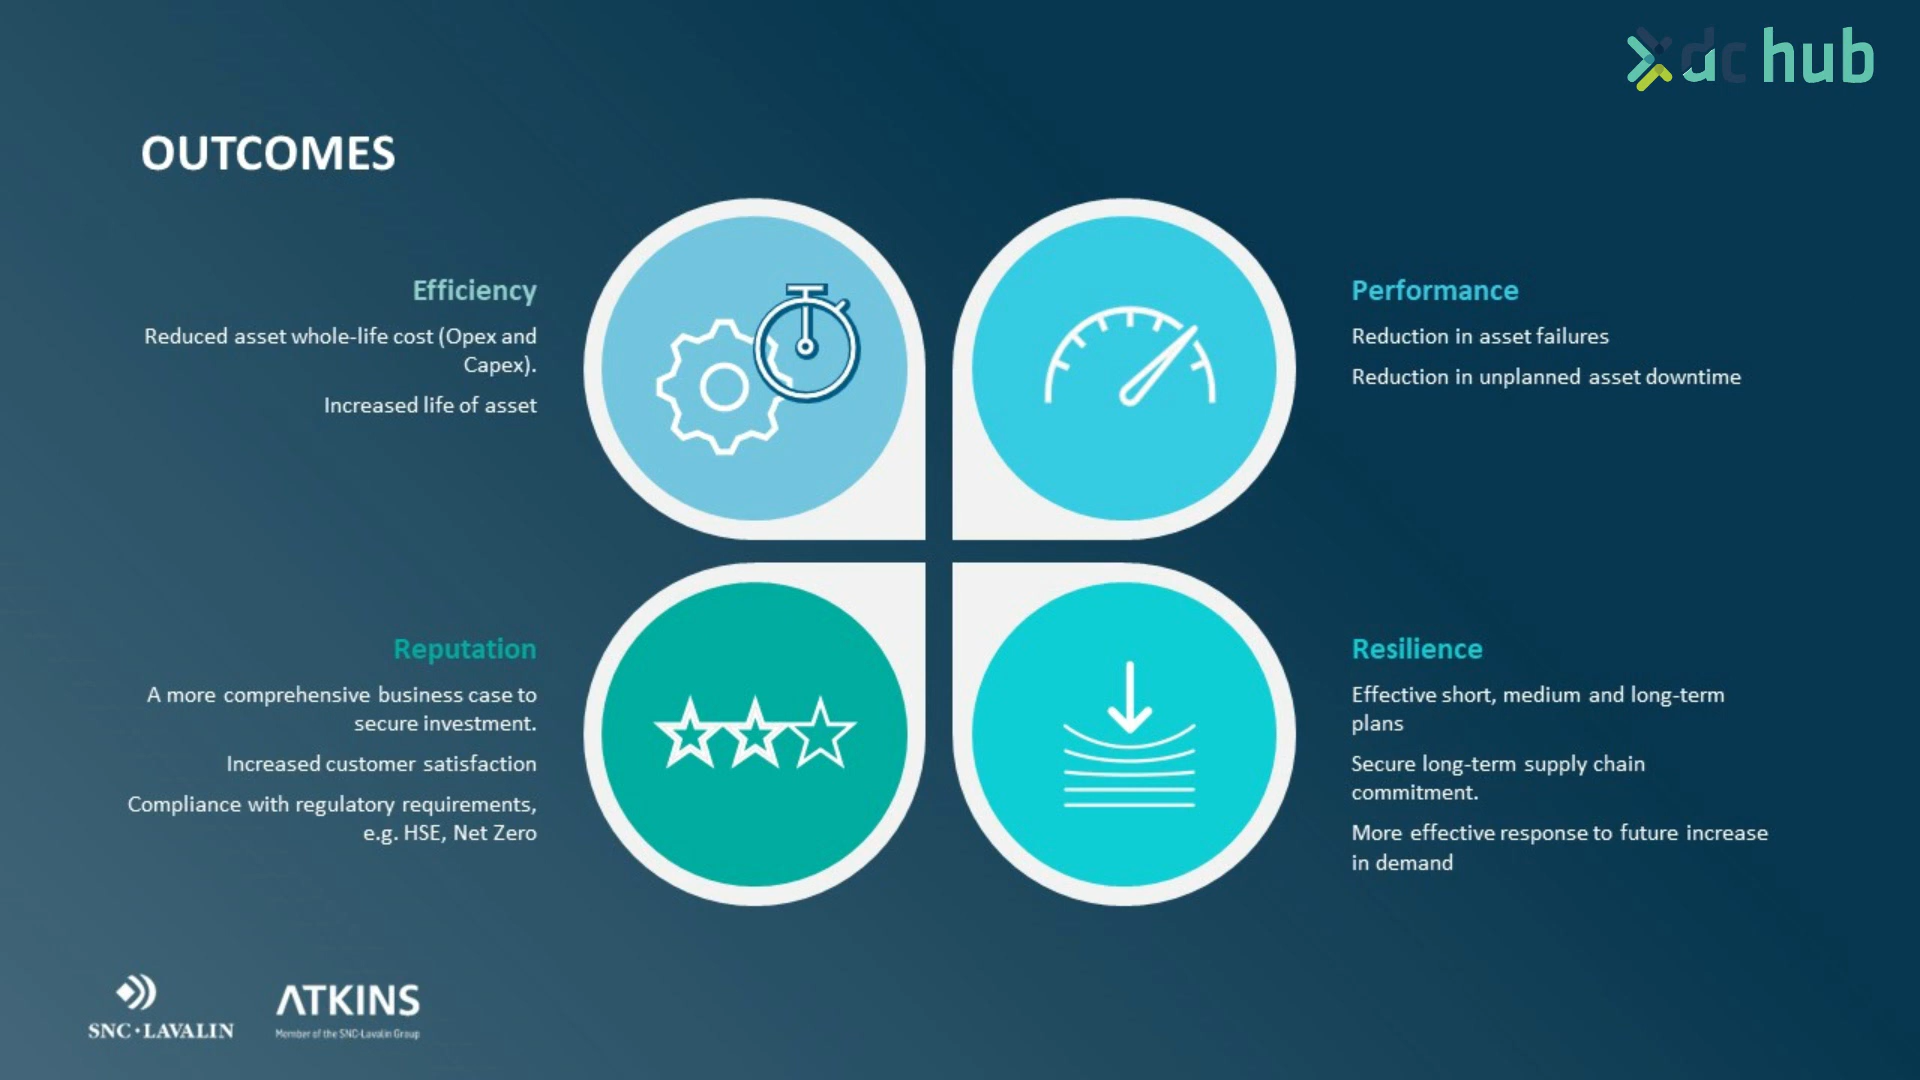 dc hub
OUTCOMES
Efficiency
Reduced asset whole-life cost (Opex and
Capex).
Increased life of asset
Performance
Reduction in asset failures
Reduction in unplanned asset downtime
Reputation
A more comprehensive business case to
secure investment.
Increased customer satisfaction
Compliance with regulatory requirements,
e.g. HSE, Net Zero
Resilience
Effective short, medium and long-term
plans
Secure long-term supply chain
commitment.
More effective response to future increase
in demand
SNC·LAVALIN
ATKINS
Member of the SNC-Lavalin Group